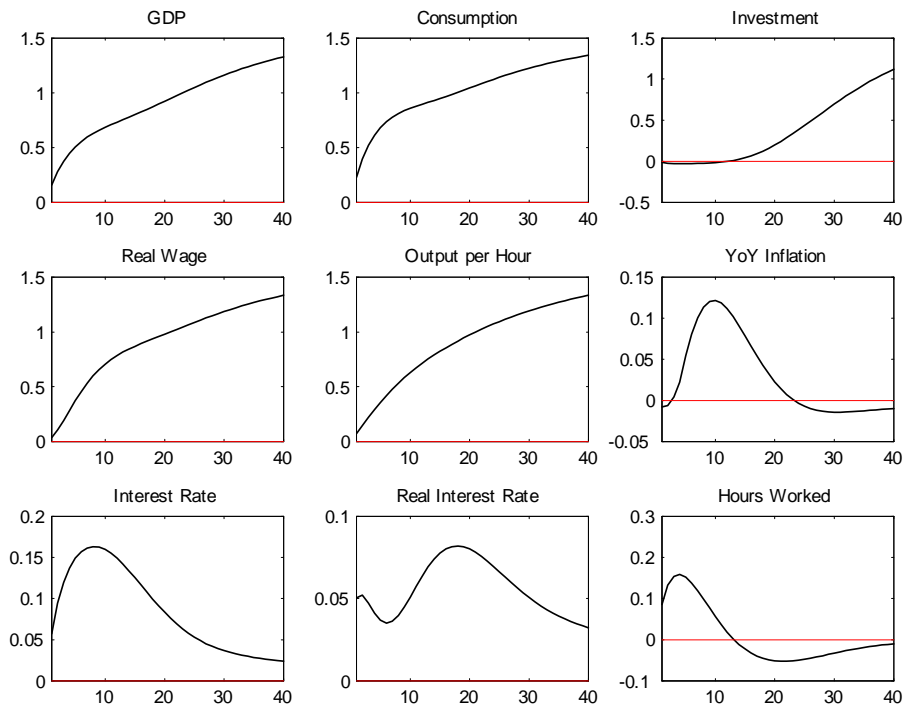 GDP
1.5
1
0.5
0
10 20 30 40
Consumption
1.5
1
0.5
0
10 20 30 40
Investment
1.5
1
0.5
0
-0.5
10 20 30 40
Real Wage
1.5
1
0.5
0
10 20 30 40
Output per Hour
1.5
1
0.5
0
10 20 30 40
YoY Inflation
0.15
0.1
0.05
0
-0.05
10 20 30 40
Interest Rate
0.2
0.15
0.1
0.05
0
10 20 30 40
Real Interest Rate
0.1
0.05
0
10 20 30 40
Hours Worked
0.3
0.2
0.1
0
-0.1
10 20 30 40